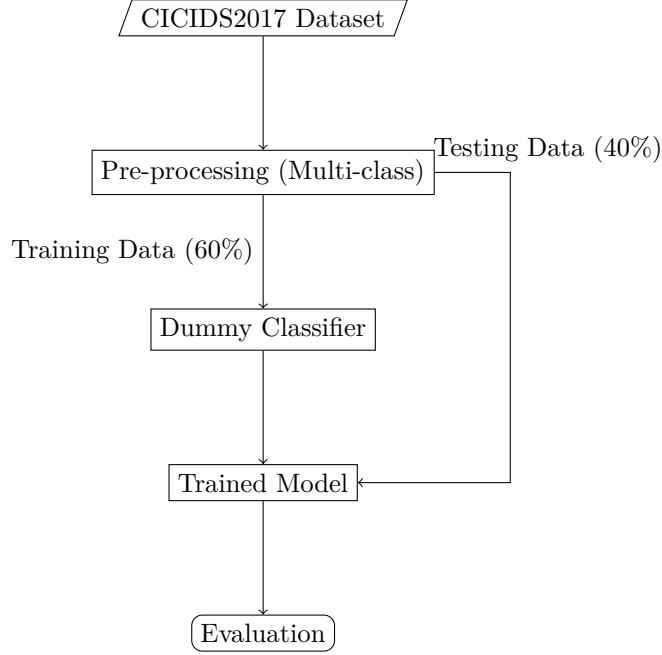 CICIDS2017 Dataset
Testing Data (40%)
Pre-processing (Multi-class)
Training Data (60%)
Dummy Classifier
Trained Model
Evaluation